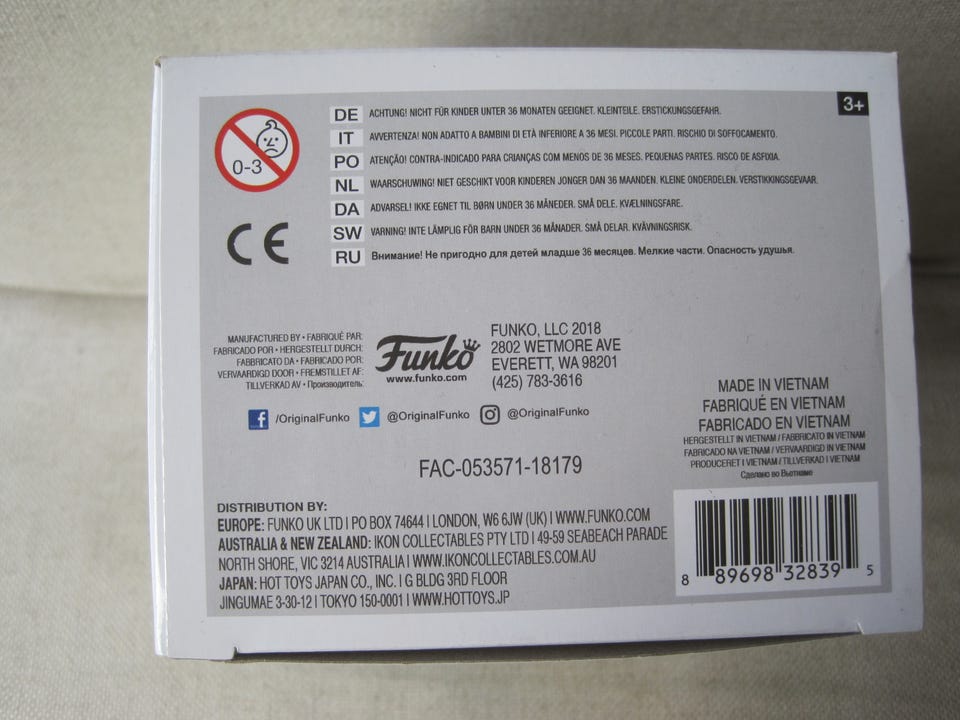 3+
0-3
DE ACHTUNG! NICHT FÜR KINDER UNTER 36 MONATEN GEEIGNET. KLEINTEILE. ERSTICKUNGSGEFAHR.
IT AVVERTENZA! NON ADATTO A BAMBINI DI ETÀ INFERIORE A 36 MESI. PICCOLE PARTI. RISCHIO DI SOFFOCAMENTO.
PO ATENÇÃO! CONTRA-INDICADO PARA CRIANÇAS COM MENOS DE 36 MESES. PEQUENAS PARTES. RISCO DE ASFIXIA.
NL WAARSCHUWING! NIET GESCHIKT VOOR KINDEREN JONGER DAN 36 MAANDEN. KLEINE ONDERDELEN. VERSTIKKINGSGEVAAR.
DA ADVARSEL! IKKE EGNET TIL BØRN UNDER 36 MÅNEDER. SMÅ DELE. KVÆLNINGSFARE.
SW VARNING! INTE LÄMPLIG FÖR BARN UNDER 36 MÅNADER. SMÅ DELAR. KVÄVNINGSRISK.
RU Внимание! Не пригодно для детей младше 36 месяцев. Мелкие части. Опасность удушья.
CE
MANUFACTURED BY • FABRIQUÉ PAR:
FABRICADO POR • HERGESTELLT DURCH:
FABBRICATO DA • FABRICADO POR:
VERVAARDIGD DOOR • FREMSTILLET AF:
TILLVERKAD AV • Производитель:
Funko
www.funko.com
FUNKO, LLC 2018
2802 WETMORE AVE
EVERETT, WA 98201
(425) 783-3616
/OriginalFunko @OriginalFunko @OriginalFunko
MADE IN VIETNAM
FABRIQUÉ EN VIETNAM
FABRICADO EN VIETNAM
HERGESTELLT IN VIETNAM / FABBRICATO IN VIETNAM
FABRICADO NA VIETNAM / VERVAARDIGD IN VIETNAM
PRODUCERET I VIETNAM / TILLVERKAD I VIETNAM
Сделано во Вьетнаме
FAC-053571-18179
DISTRIBUTION BY:
EUROPE: FUNKO UK LTD | PO BOX 74644 | LONDON, W6 6JW (UK) | WWW.FUNKO.COM
AUSTRALIA & NEW ZEALAND: IKON COLLECTABLES PTY LTD | 49-59 SEABEACH PARADE
NORTH SHORE, VIC 3214 AUSTRALIA | WWW.IKONCOLLECTABLES.COM.AU
JAPAN: HOT TOYS JAPAN CO., INC. | G BLDG 3RD FLOOR
JINGUMAE 3-30-12 | TOKYO 150-0001 | WWW.HOTTOYS.JP
8 89698 32839 5